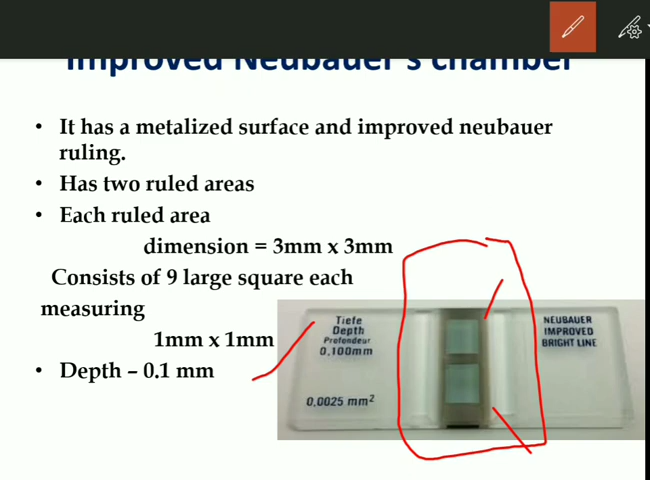 Improved Neubauer's chamber
• It has a metalized surface and improved neubauer
ruling.
• Has two ruled areas
• Each ruled area
dimension = 3mm x 3mm
Consists of 9 large square each
measuring
1mm x 1mm
• Depth – 0.1 mm
Tiefe
Depth
Profondeur
0.100mm
0.0025 mm²
NEUBAUER
IMPROVED
BRIGHT LINE